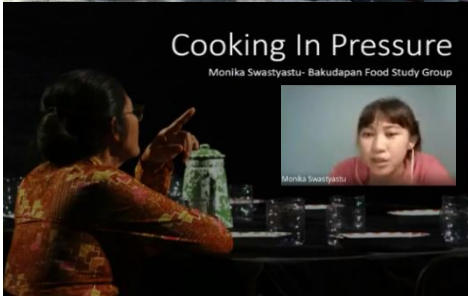 Cooking In Pressure
Monika Swastyastu- Bakudapan Food Study Group
Monika Swastyastu